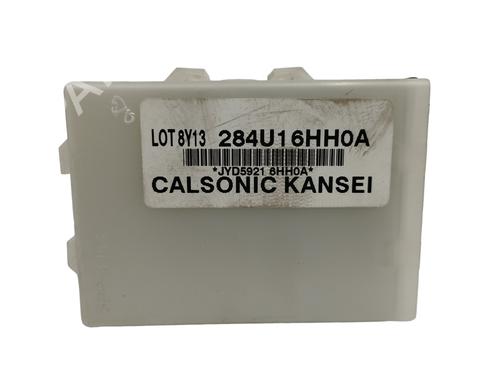 LOT 8Y13 284U16HH0A
*JYD5921 6HH0A*
CALSONIC KANSEI